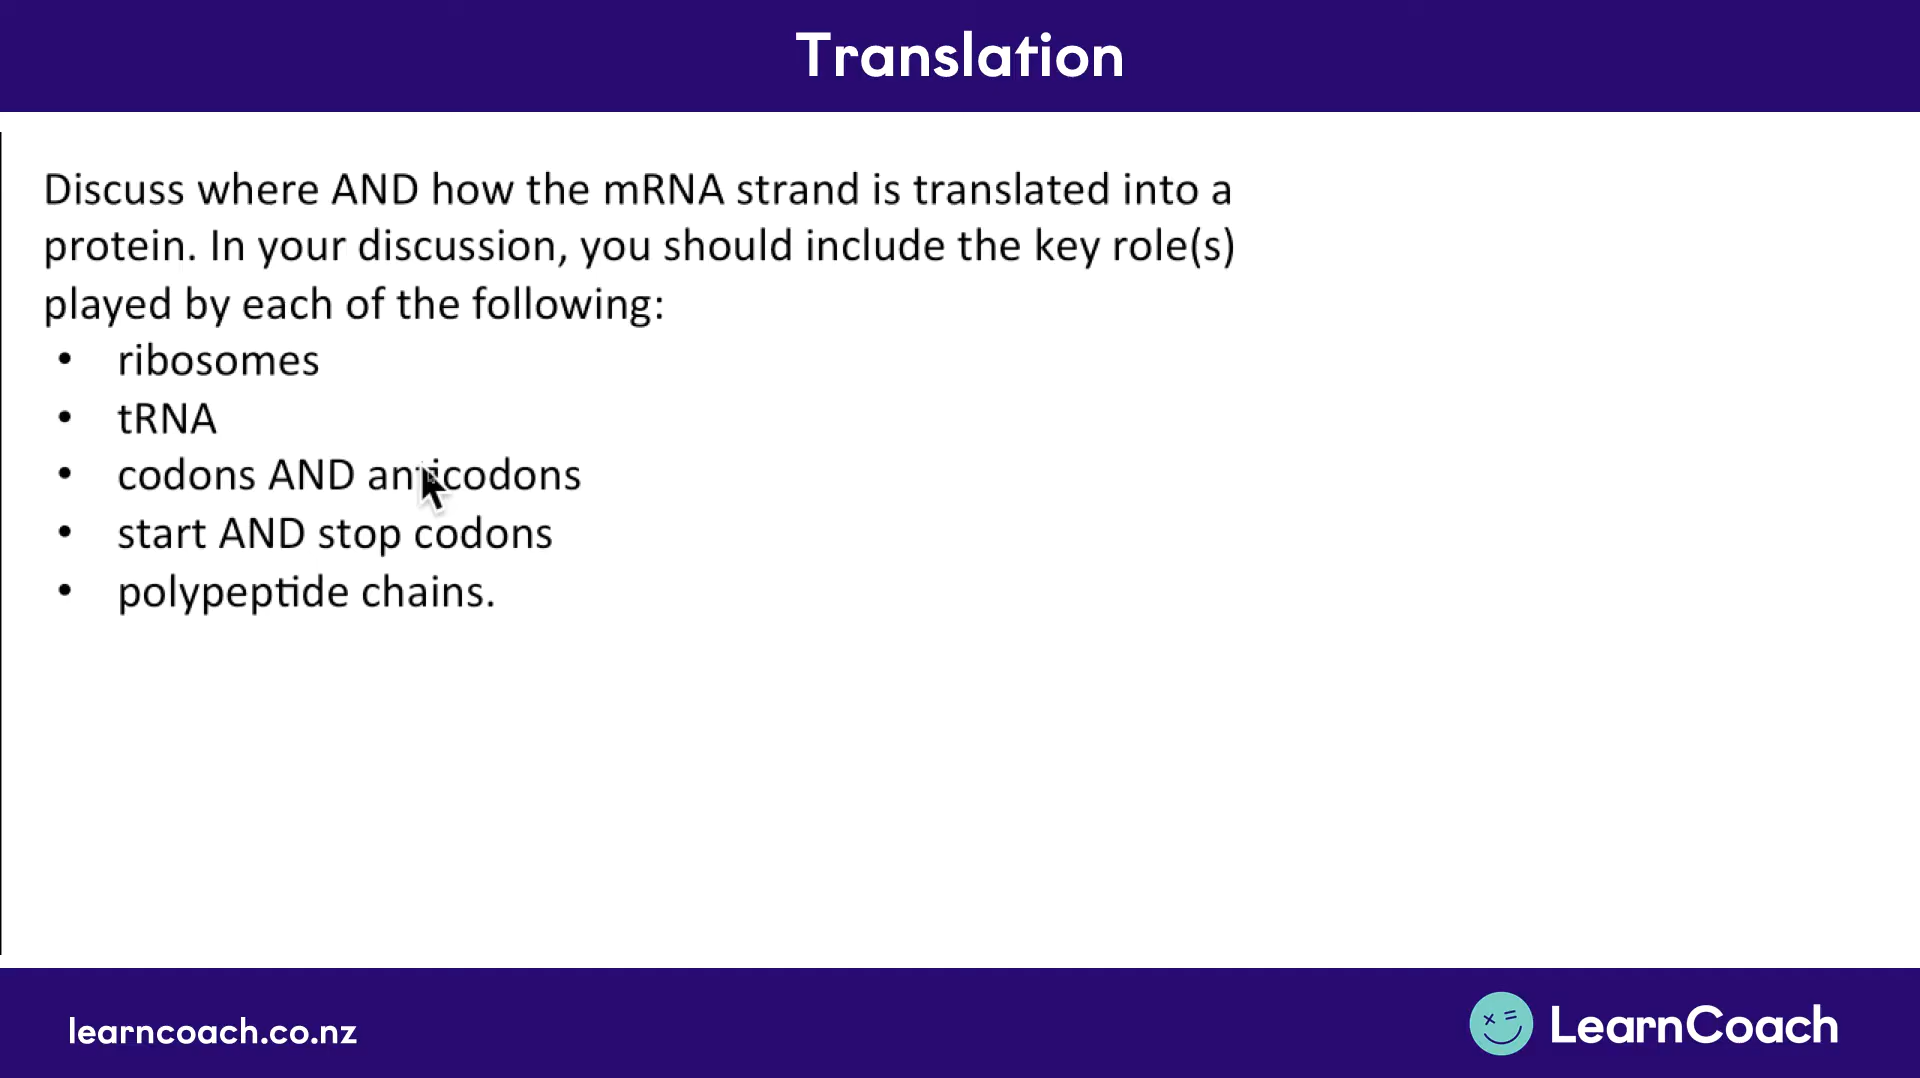 Translation
Discuss where AND how the mRNA strand is translated into a
protein. In your discussion, you should include the key role(s)
played by each of the following:
• ribosomes
• tRNA
• codons AND anticodons
• start AND stop codons
• polypeptide chains.
learncoach.co.nz
LearnCoach